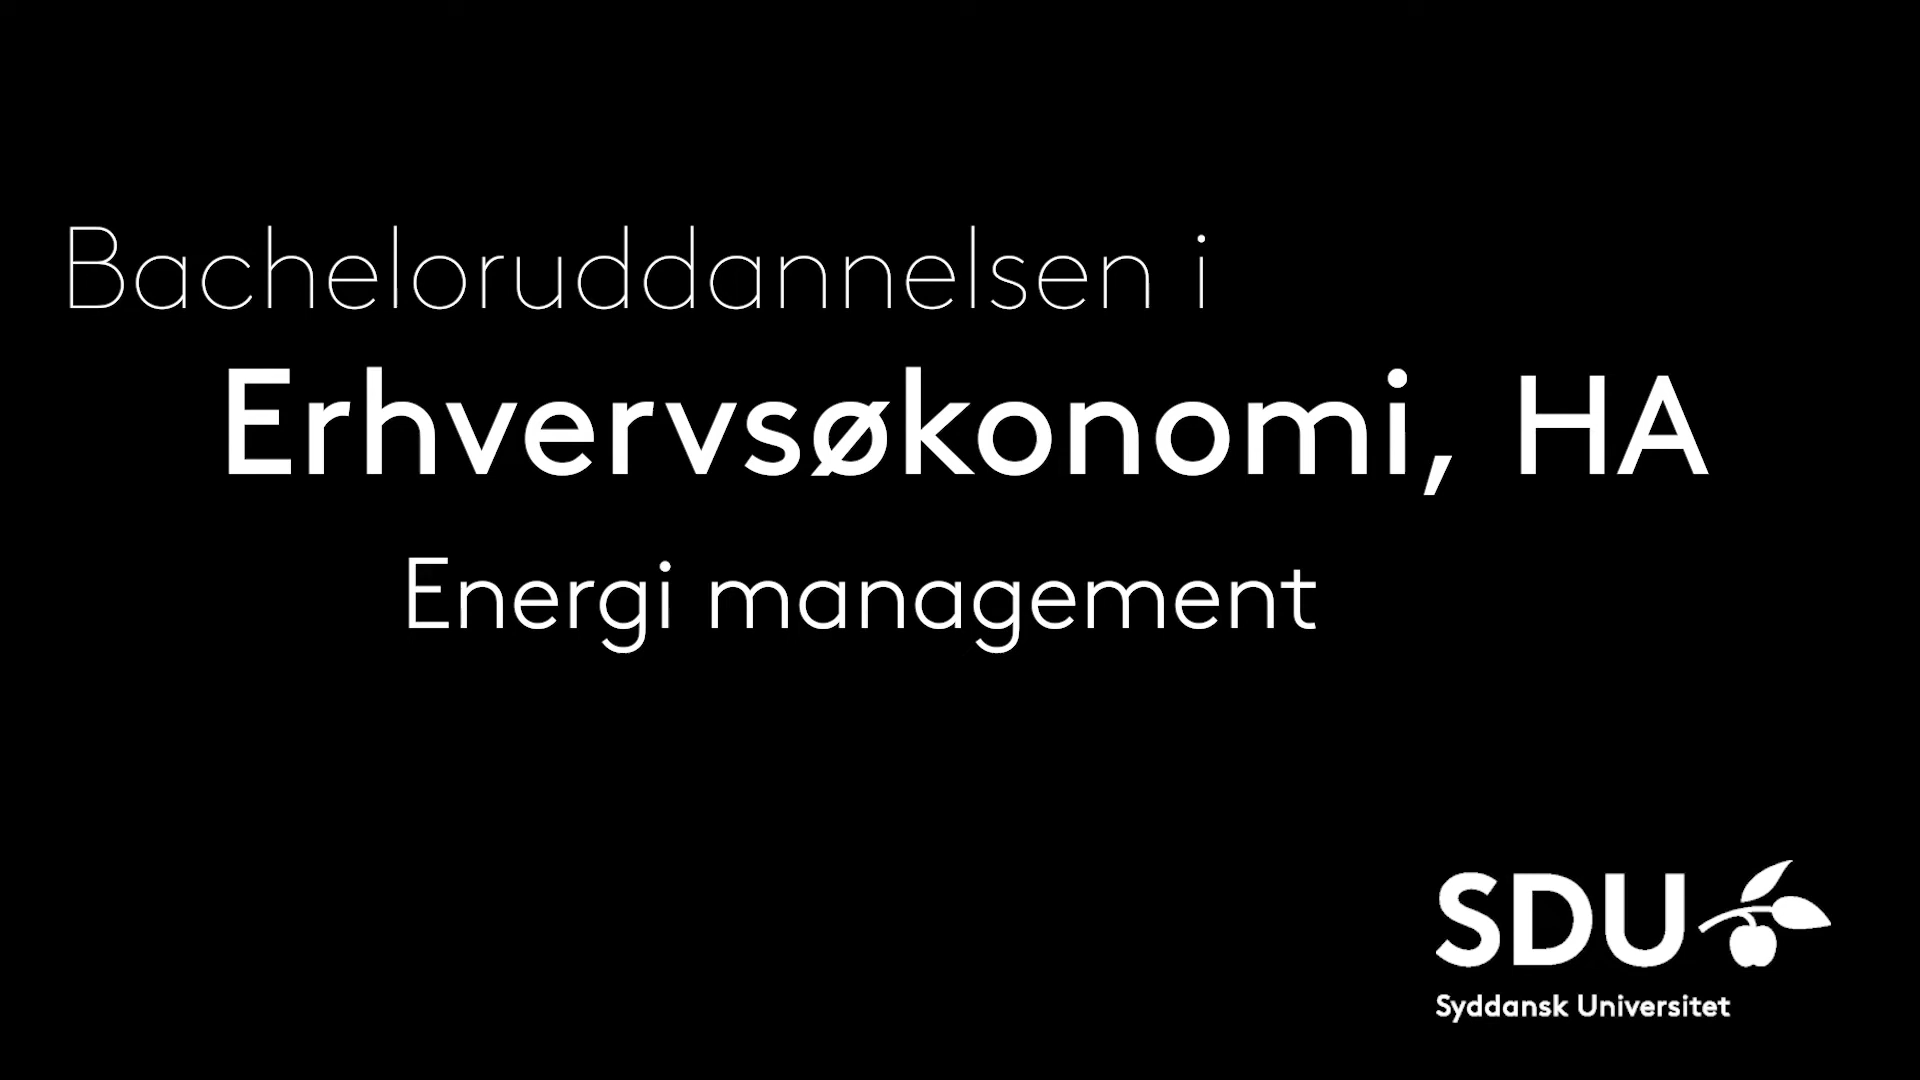 Bacheloruddannelsen i
Erhvervsøkonomi, HA
Energi management
SDU
Syddansk Universitet